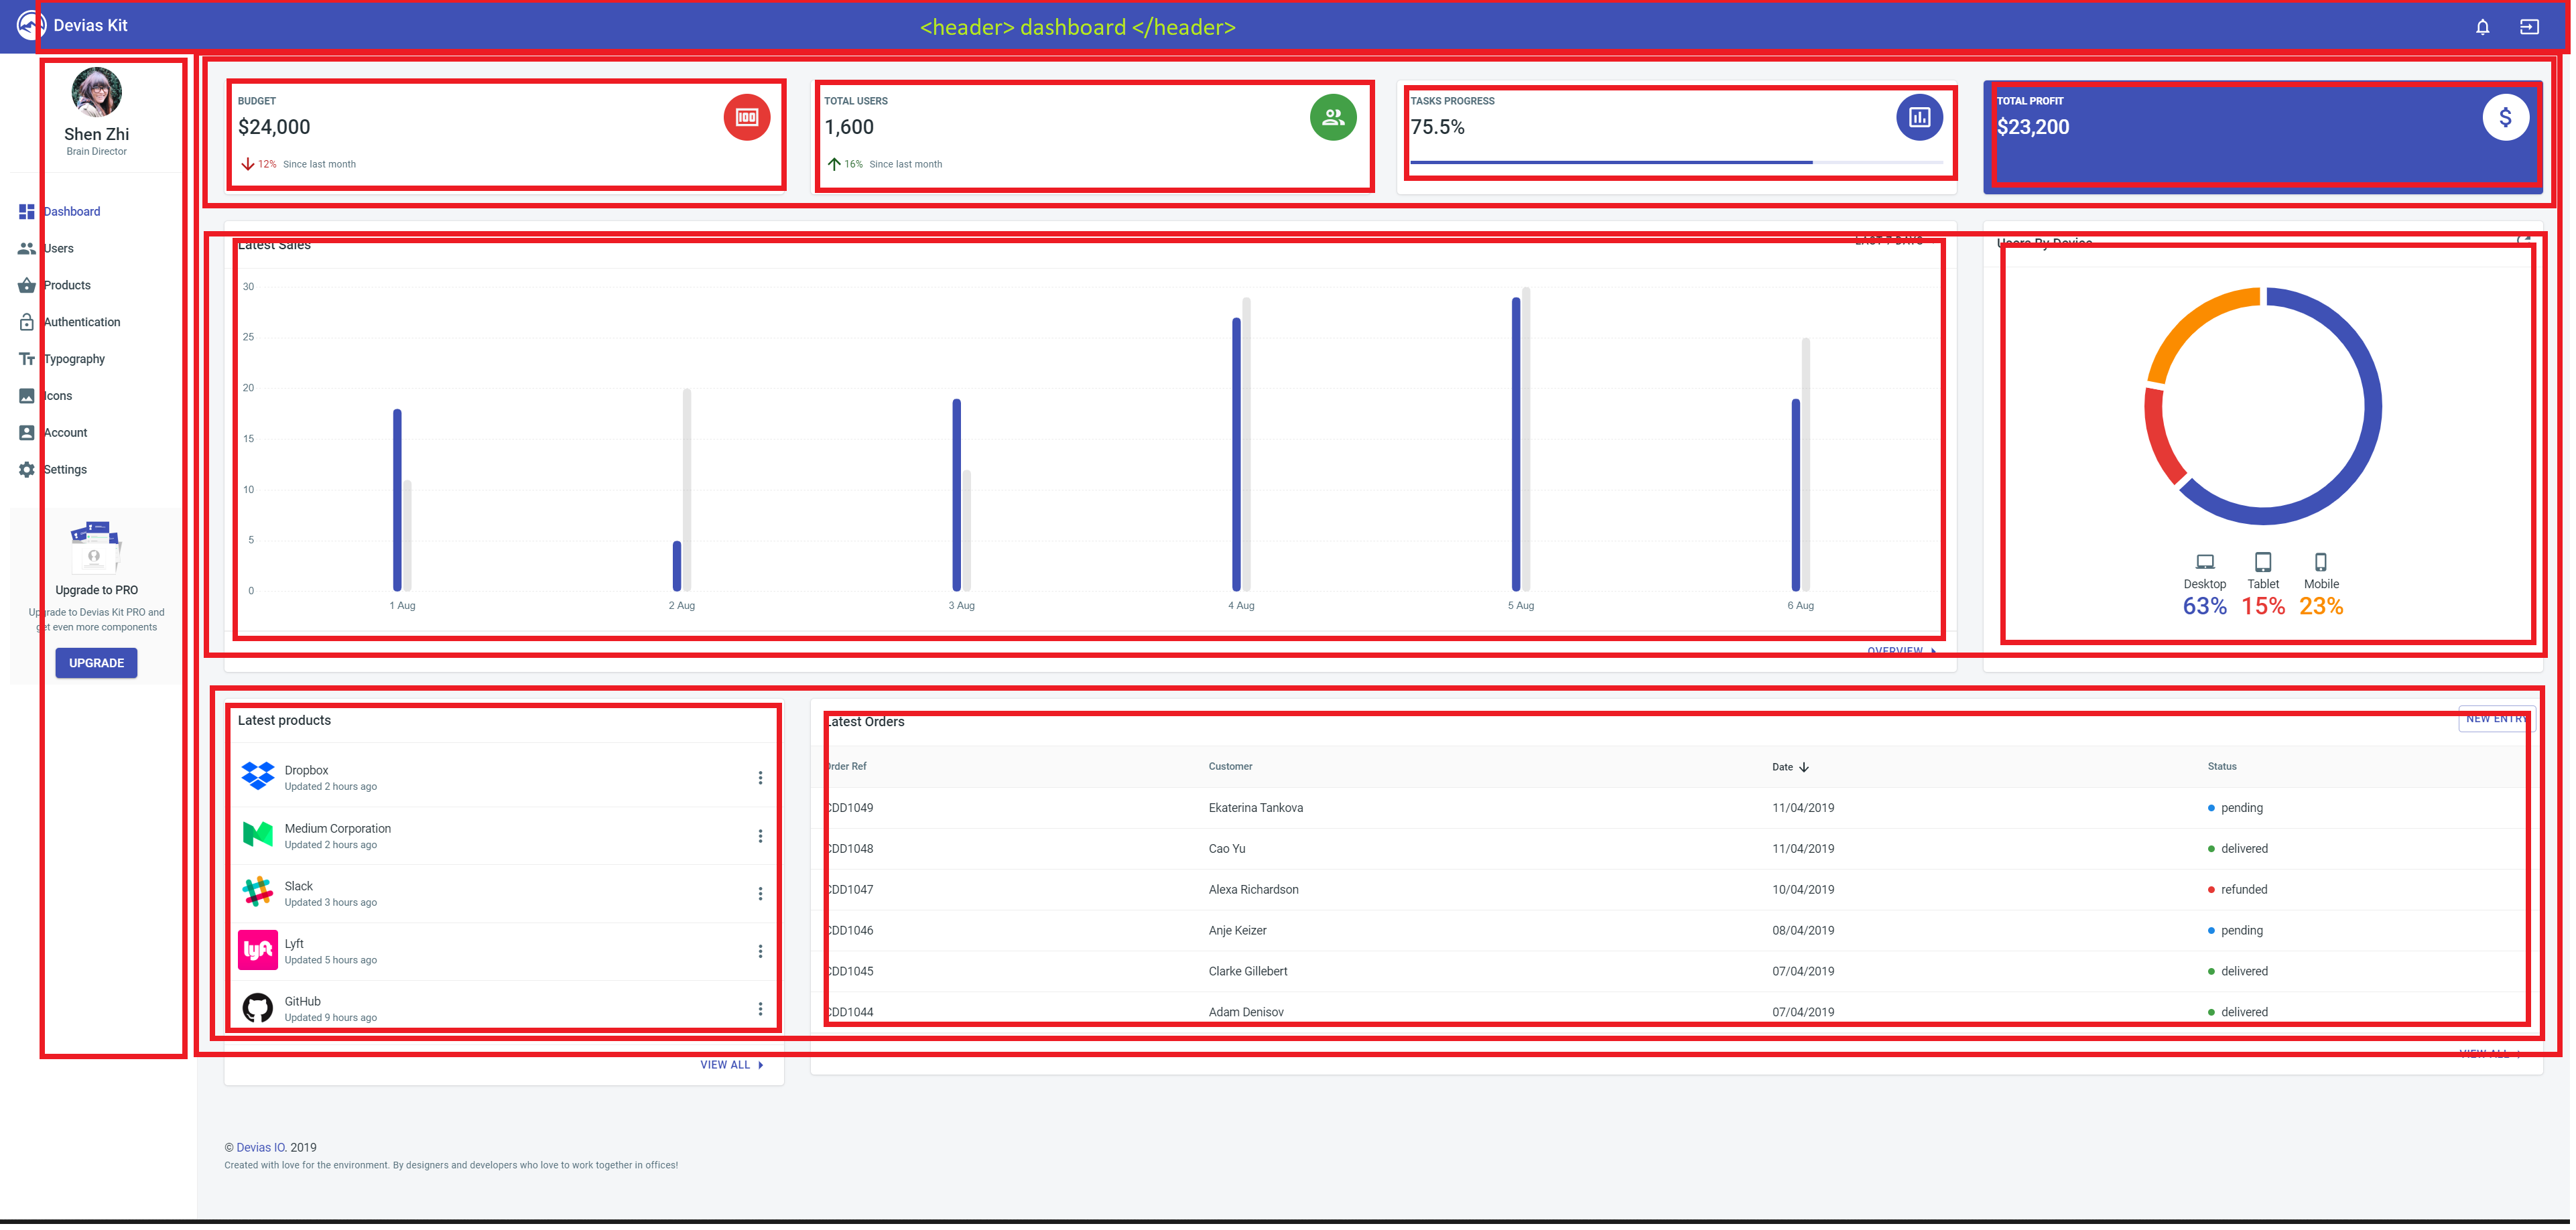 Devias Kit
<header> dashboard </header>
Shen Zhi
Brain Director
Dashboard
Users
Products
Authentication
Typography
Icons
Account
Settings
Upgrade to PRO
Upgrade to Devias Kit PRO and
get even more components
UPGRADE
BUDGET
$24,000
12% Since last month
100
TOTAL USERS
1,600
16% Since last month
TASKS PROGRESS
75.5%
TOTAL PROFIT
$23,200
$
Latest Sales
LAST 7 DAYS
30
25
20
15
10
5
0
1 Aug
2 Aug
3 Aug
4 Aug
5 Aug
6 Aug
OVERVIEW
Users By Device
Desktop Tablet Mobile
63% 15% 23%
Latest products
Dropbox
Updated 2 hours ago
Medium Corporation
Updated 2 hours ago
Slack
Updated 3 hours ago
lyft
Lyft
Updated 5 hours ago
GitHub
Updated 9 hours ago
VIEW ALL
Latest Orders
NEW ENTRY
Order Ref Customer Date Status
CDD1049 Ekaterina Tankova 11/04/2019 pending
CDD1048 Cao Yu 11/04/2019 delivered
CDD1047 Alexa Richardson 10/04/2019 refunded
CDD1046 Anje Keizer 08/04/2019 pending
CDD1045 Clarke Gillebert 07/04/2019 delivered
CDD1044 Adam Denisov 07/04/2019 delivered
VIEW ALL
© Devias IO. 2019
Created with love for the environment. By designers and developers who love to work together in offices!